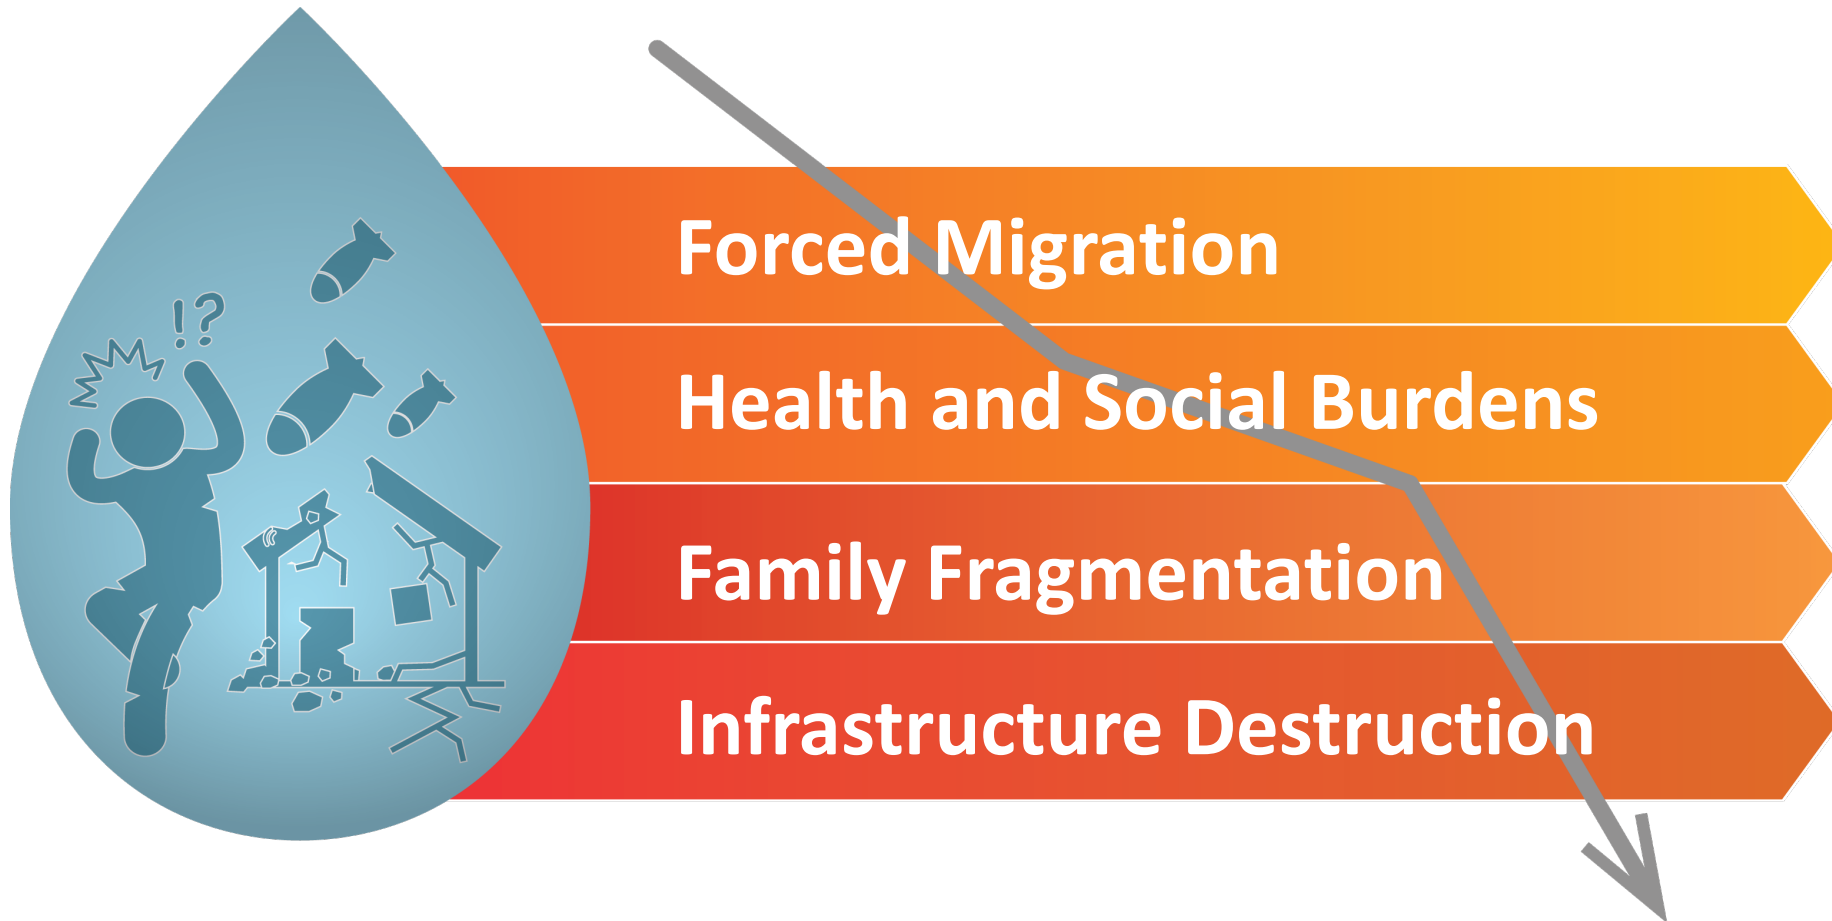 !?
Forced Migration
Health and Social Burdens
Family Fragmentation
Infrastructure Destruction